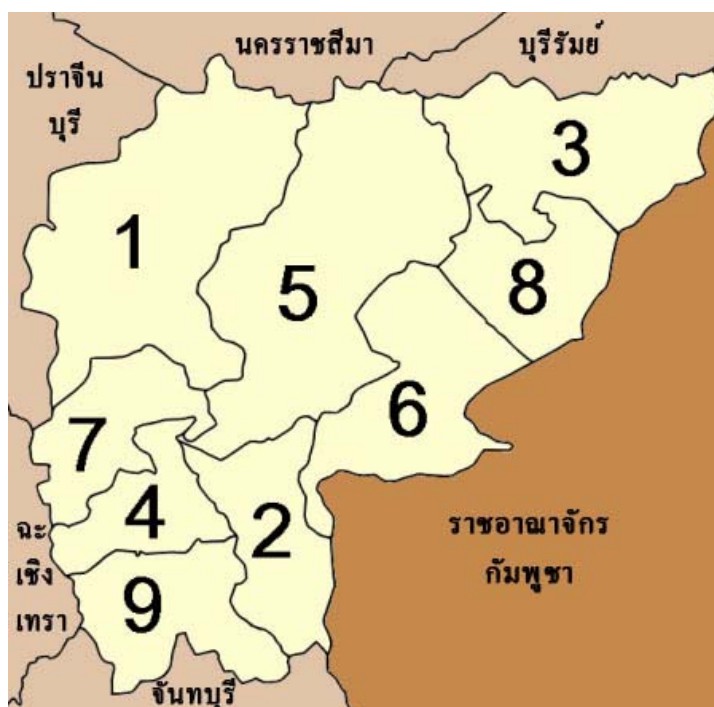 นครราชสีมา
บุรีรัมย์
ปราจีน
บุรี
3
1
5
8
6
7
4
2
9
ฉะ
เชิง
เทรา
ราชอาณาจักร
กัมพูชา
จันทบุรี